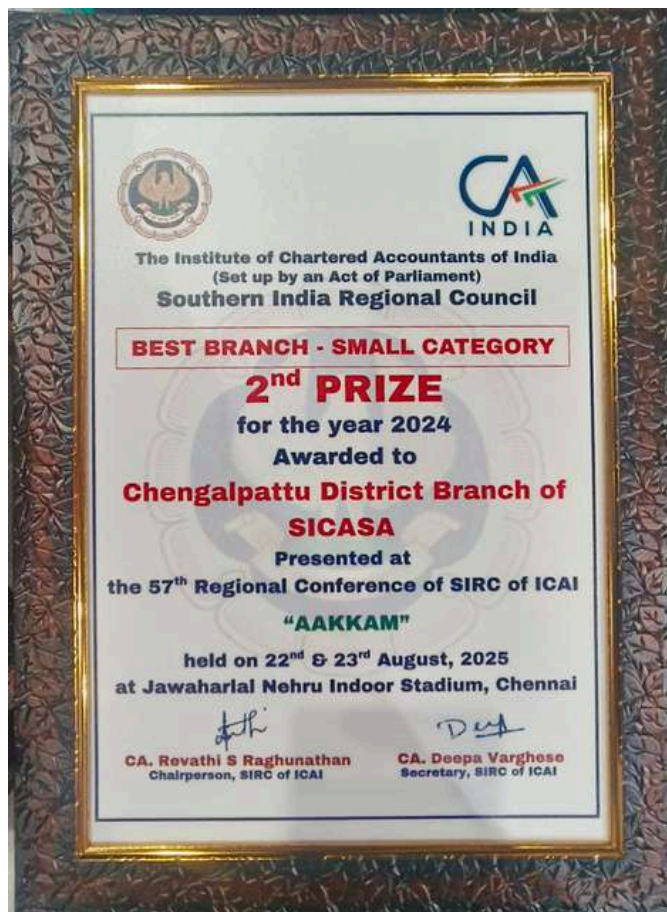 CA
INDIA
The Institute of Chartered Accountants of India
(Set up by an Act of Parliament)
Southern India Regional Council
BEST BRANCH - SMALL CATEGORY
2nd PRIZE
for the year 2024
Awarded to
Chengalpattu District Branch of
SICASA
Presented at
the 57th Regional Conference of SIRC of ICAI
“AAKKAM”
held on 22nd & 23rd August, 2025
at Jawaharlal Nehru Indoor Stadium, Chennai
CA. Revathi S Raghunathan
Chairperson, SIRC of ICAI
CA. Deepa Varghese
Secretary, SIRC of ICAI